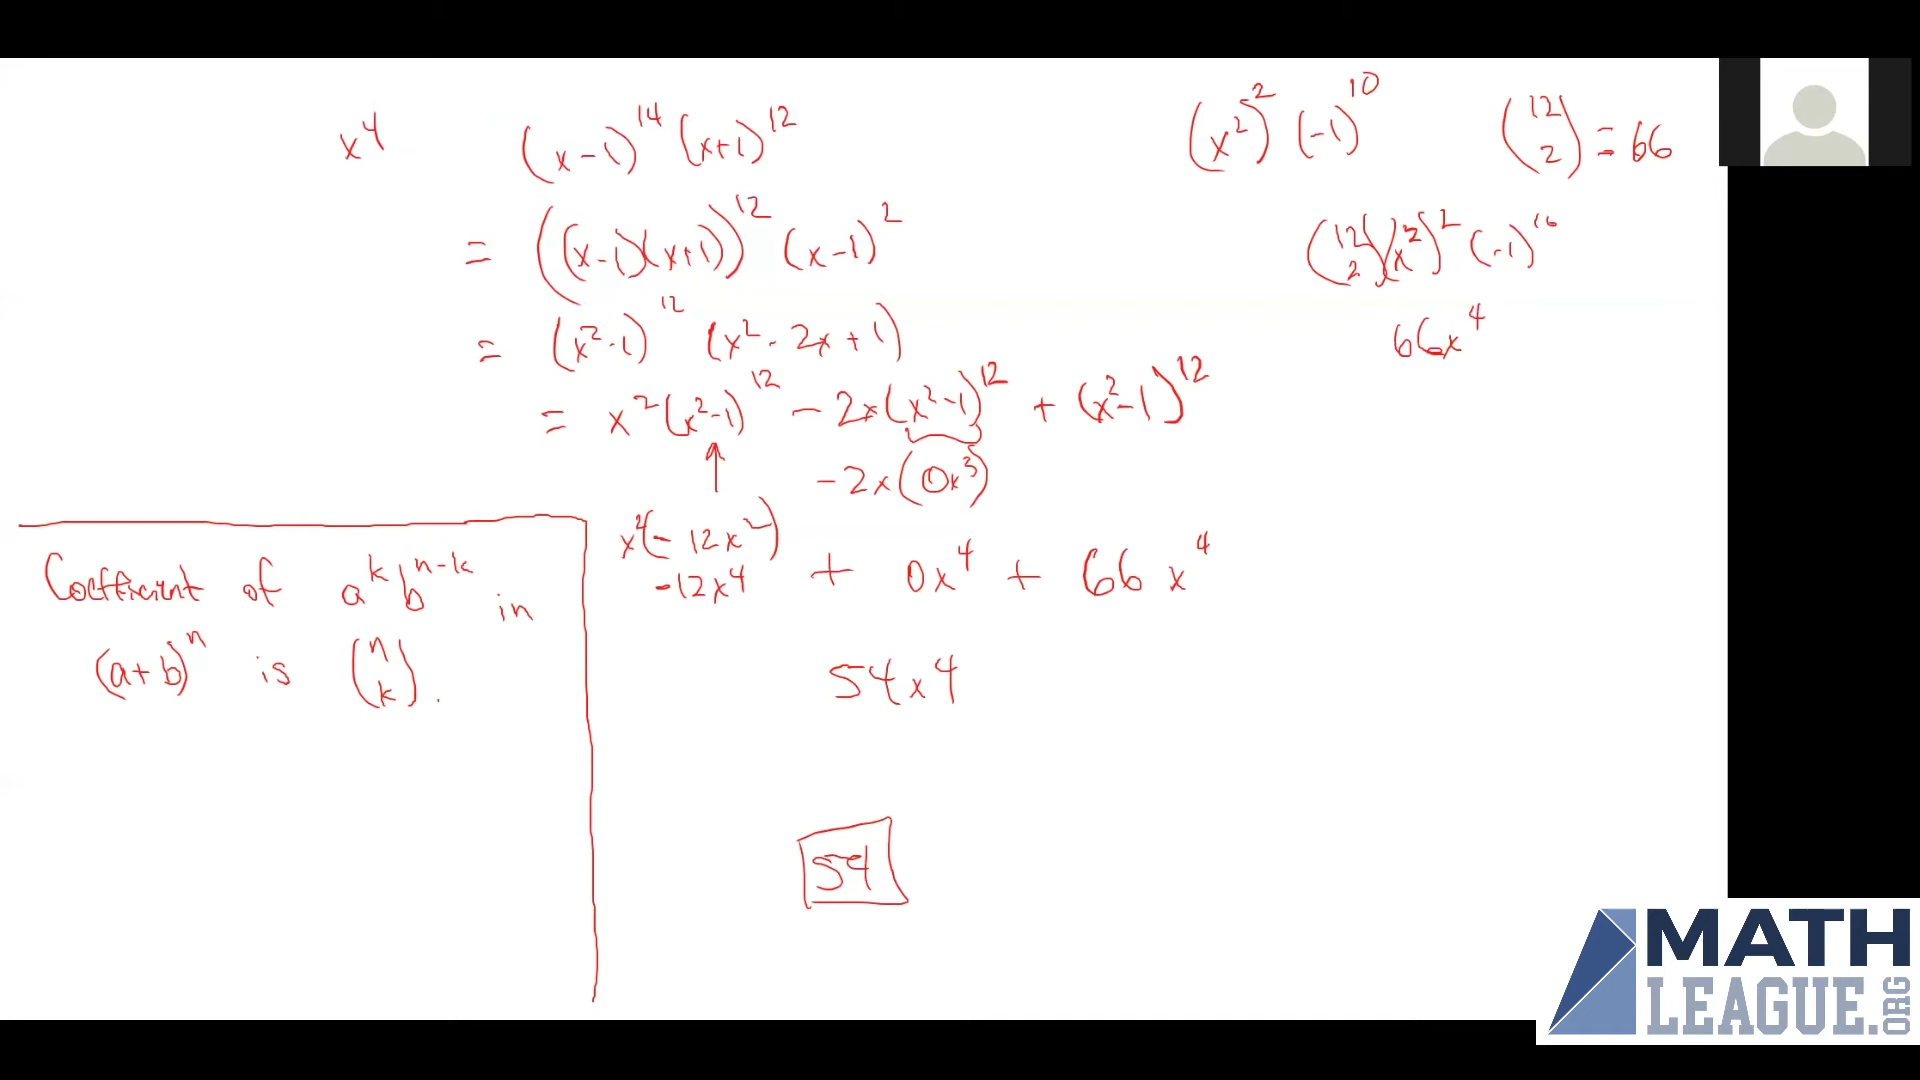 x^4 (x-1)^14 (x+1)^12
= ((x-1)(x+1))^12 (x-1)^2
= (x^2-1)^12 (x^2 - 2x + 1)
= x^2(x^2-1)^12 - 2x(x^2-1)^12 + (x^2-1)^12
-2x(0x^3)
x^2(-12x^2)
-12x^4 + 0x^4 + 66x^4
54x^4
54
(x^2)^2 (-1)^10 (12 2) = 66
(12 2)(x^2)^2 (-1)^10
66x^4
Coefficient of a^k b^{n-k} in
(a+b)^n is (n k).
MATH
LEAGUE.ORG